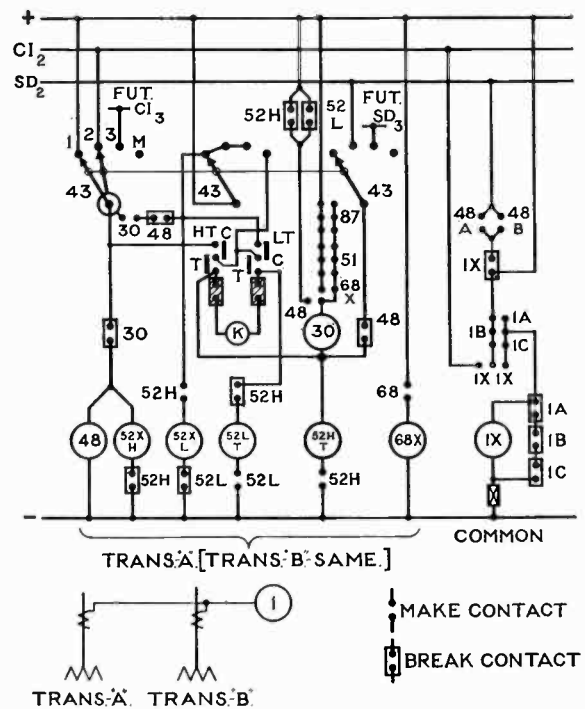 +
CI2
SD2
FUT.
CI3
1 2 3 M
52H 52
L
FUT.
SD3
43 43 43
30 48
HT C LT
C
T T C
87
51
68
X
48
48 48
A B
1X
30
K
48
30
48
1B 1A
1C
1X 1X
52H
52H
68
1A
1B
1C
48
52X
H
52X
L
52L
T
52H
T
68X
1X
52H
52L
52L
52H
-
TRANS."A".[TRANS."B"-SAME.]
COMMON
1
TRANS."A". TRANS."B".
MAKE CONTACT
BREAK CONTACT